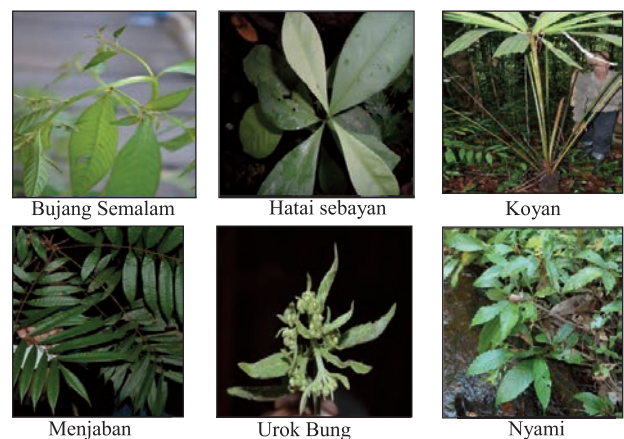 Bujang Semalam
Hatai sebayan
Koyan
Menjaban
Urok Bung
Nyami